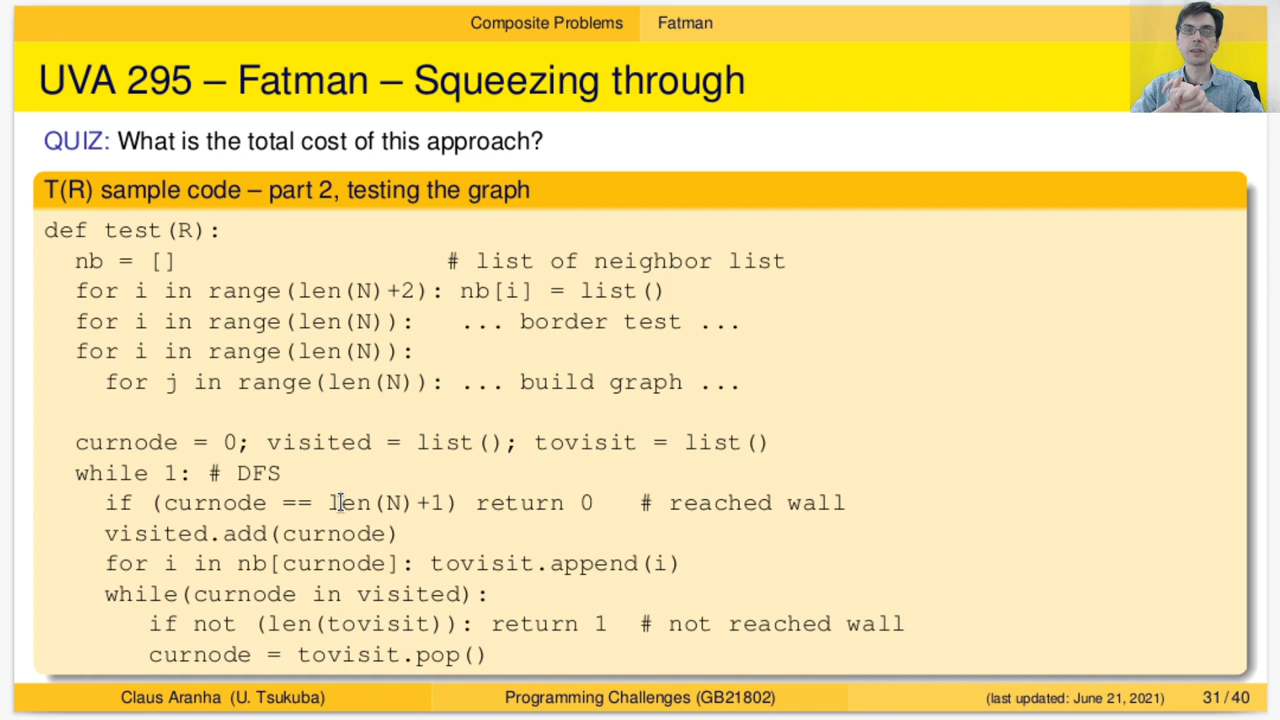 Composite Problems Fatman
UVA 295 – Fatman – Squeezing through
QUIZ: What is the total cost of this approach?
T(R) sample code – part 2, testing the graph
def test(R):
nb = [] # list of neighbor list
for i in range(len(N)+2): nb[i] = list()
for i in range(len(N)): ... border test ...
for i in range(len(N)):
for j in range(len(N)): ... build graph ...
curnode = 0; visited = list(); tovisit = list()
while 1: # DFS
if (curnode == len(N)+1) return 0 # reached wall
visited.add(curnode)
for i in nb[curnode]: tovisit.append(i)
while(curnode in visited):
if not (len(tovisit)): return 1 # not reached wall
curnode = tovisit.pop()
Claus Aranha (U. Tsukuba) Programming Challenges (GB21802) (last updated: June 21, 2021) 31 / 40